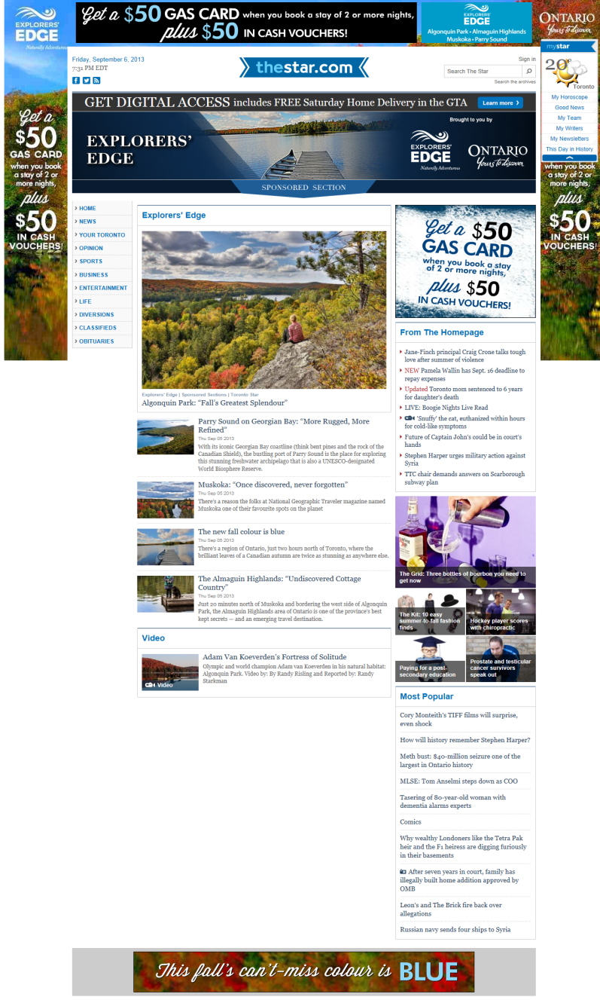 EXPLORERS'
EDGE
Naturally Adventurous
Get a $50 GAS CARD when you book a stay of 2 or more nights,
plus $50 IN CASH VOUCHERS!
EXPLORERS'
EDGE
Algonquin Park • Almaguin Highlands
Muskoka • Parry Sound
ONTARIO
Yours to discover
Get a
$50
GAS CARD
when you book
a stay of 2 or
more nights,
plus
$50
IN CASH
VOUCHERS!
Friday, September 6, 2013
7:31 PM EDT
thestar.com
Sign in
Search The Star
Search the archives
mystar
20°
Toronto
My Horoscope
Good News
My Team
My Writers
My Newsletters
This Day in History
when you book
a stay of 2 or
more nights,
plus
$50
IN CASH
VOUCHERS!
GET DIGITAL ACCESS includes FREE Saturday Home Delivery in the GTA
Learn more
EXPLORERS'
EDGE
Brought to you by
EXPLORERS'
EDGE
Naturally Adventurous
ONTARIO
Yours to discover
SPONSORED SECTION
HOME
NEWS
YOUR TORONTO
OPINION
SPORTS
BUSINESS
ENTERTAINMENT
LIFE
DIVERSIONS
CLASSIFIEDS
OBITUARIES
Explorers' Edge
Explorers' Edge | Sponsored Sections | Toronto Star
Algonquin Park: “Fall's Greatest Splendour”
Parry Sound on Georgian Bay: “More Rugged, More
Refined”
Thu Sep 05 2013
With its iconic Georgian Bay coastline (think bent pines and the rock of the
Canadian Shield), the bustling port of Parry Sound is the place for exploring
this stunning freshwater archipelago that is also a UNESCO-designated
World Biosphere Reserve.
Muskoka: “Once discovered, never forgotten”
Thu Sep 05 2013
There's a reason the folks at National Geographic Traveler magazine named
Muskoka one of their favourite spots on the planet
The new fall colour is blue
Thu Sep 05 2013
There's a region of Ontario, just two hours north of Toronto, where the
brilliant leaves of a Canadian autumn are twice as stunning as anywhere else.
The Almaguin Highlands: “Undiscovered Cottage
Country”
Thu Sep 05 2013
Just 20 minutes north of Muskoka and bordering the west side of Algonquin
Park, the Almaguin Highlands area of Ontario is one of the province's best
kept secrets — and an emerging travel destination.
Video
Video
Adam Van Koeverden's Fortress of Solitude
Olympic and world champion Adam van Koeverden in his natural habitat:
Algonquin Park. Video by: By Randy Risling and Reported by: Randy
Starkman
Get a $50
GAS CARD
when you book a stay
of 2 or more nights,
plus $50
IN CASH VOUCHERS!
From The Homepage
Jane-Finch principal Craig Crone talks tough
love after summer of violence
NEW Pamela Wallin has Sept. 16 deadline to
repay expenses
Updated Toronto mom sentenced to 6 years
for daughter's death
LIVE: Boogie Nights Live Read
'Snuffy' the cat, euthanized within hours
for cold-like symptoms
Future of Captain John's could be in court's
hands
Stephen Harper urges military action against
Syria
TTC chair demands answers on Scarborough
subway plan
The Grid: Three bottles of bourbon you need to
get now
The Kit: 10 easy
summer-to-fall fashion
finds
Hockey player scores
with chiropractic
Paying for a post-
secondary education
Prostate and testicular
cancer survivors
speak out
Most Popular
Cory Monteith's TIFF films will surprise,
even shock
How will history remember Stephen Harper?
Meth bust: $40-million seizure one of the
largest in Ontario history
MLSE: Tom Anselmi steps down as COO
Tasering of 80-year-old woman with
dementia alarms experts
Comics
Why wealthy Londoners like the Tetra Pak
heir and the F1 heiress are digging furiously
in their basements
After seven years in court, family has
illegally built home addition approved by
OMB
Leon's and The Brick fire back over
allegations
Russian navy sends four ships to Syria
This fall's can't-miss colour is BLUE